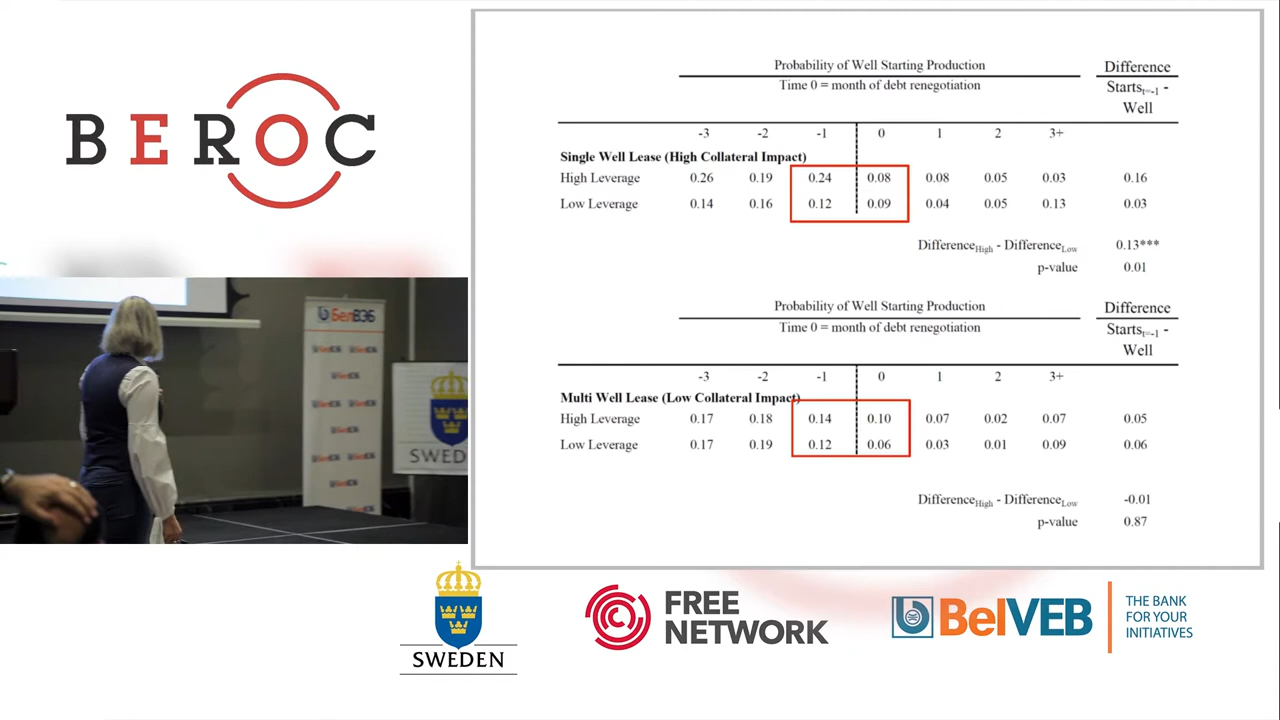 BEROC
Probability of Well Starting Production
Difference
Time 0 = month of debt renegotiation
Starts_t=-1 -
Well
-3 -2 -1 0 1 2 3+
Single Well Lease (High Collateral Impact)
High Leverage 0.26 0.19 0.24 0.08 0.08 0.05 0.03 0.16
Low Leverage 0.14 0.16 0.12 0.09 0.04 0.05 0.13 0.03
Difference_High - Difference_Low 0.13***
p-value 0.01
Probability of Well Starting Production
Difference
Time 0 = month of debt renegotiation
Starts_t=-1 -
Well
-3 -2 -1 0 1 2 3+
Multi Well Lease (Low Collateral Impact)
High Leverage 0.17 0.18 0.14 0.10 0.07 0.02 0.07 0.05
Low Leverage 0.17 0.19 0.12 0.06 0.03 0.01 0.09 0.06
Difference_High - Difference_Low -0.01
p-value 0.87
БелВЭБ
SWED
SWEDEN
FREE
NETWORK
BelVEB
THE BANK
FOR YOUR
INITIATIVES